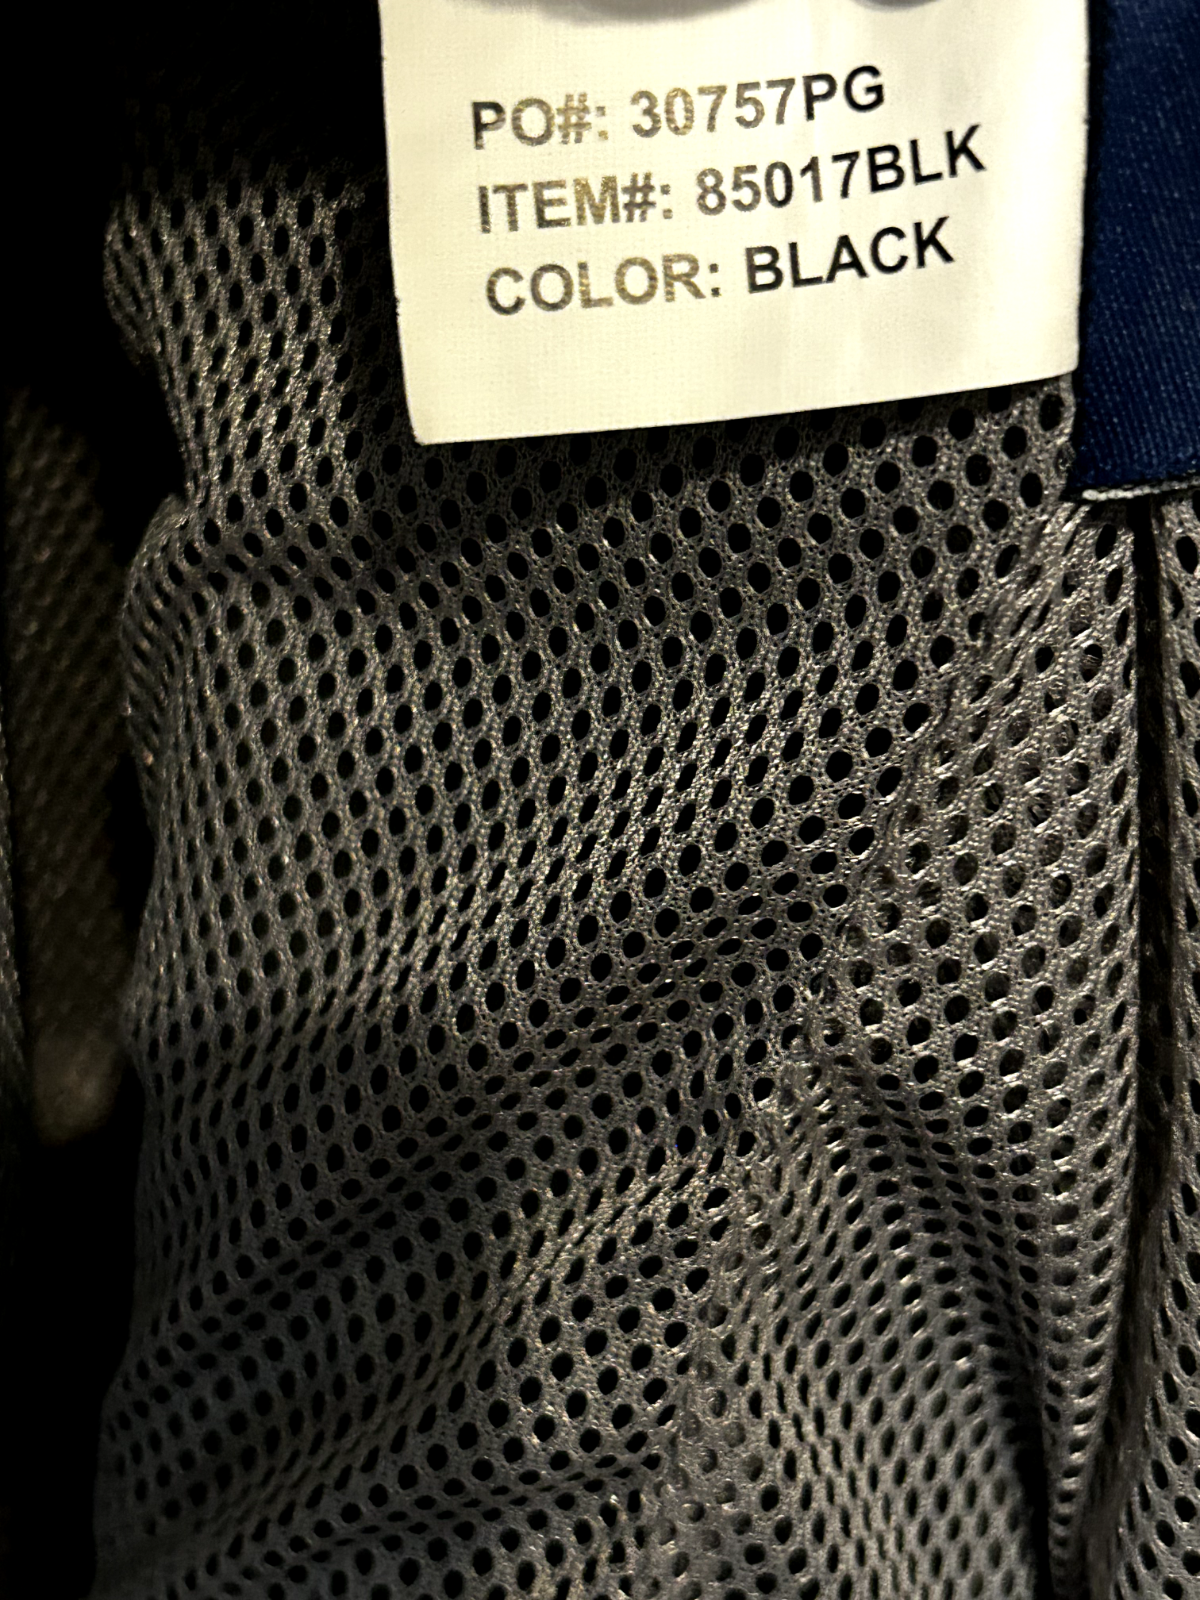 PO#: 30757PG
ITEM#: 85017BLK
COLOR: BLACK